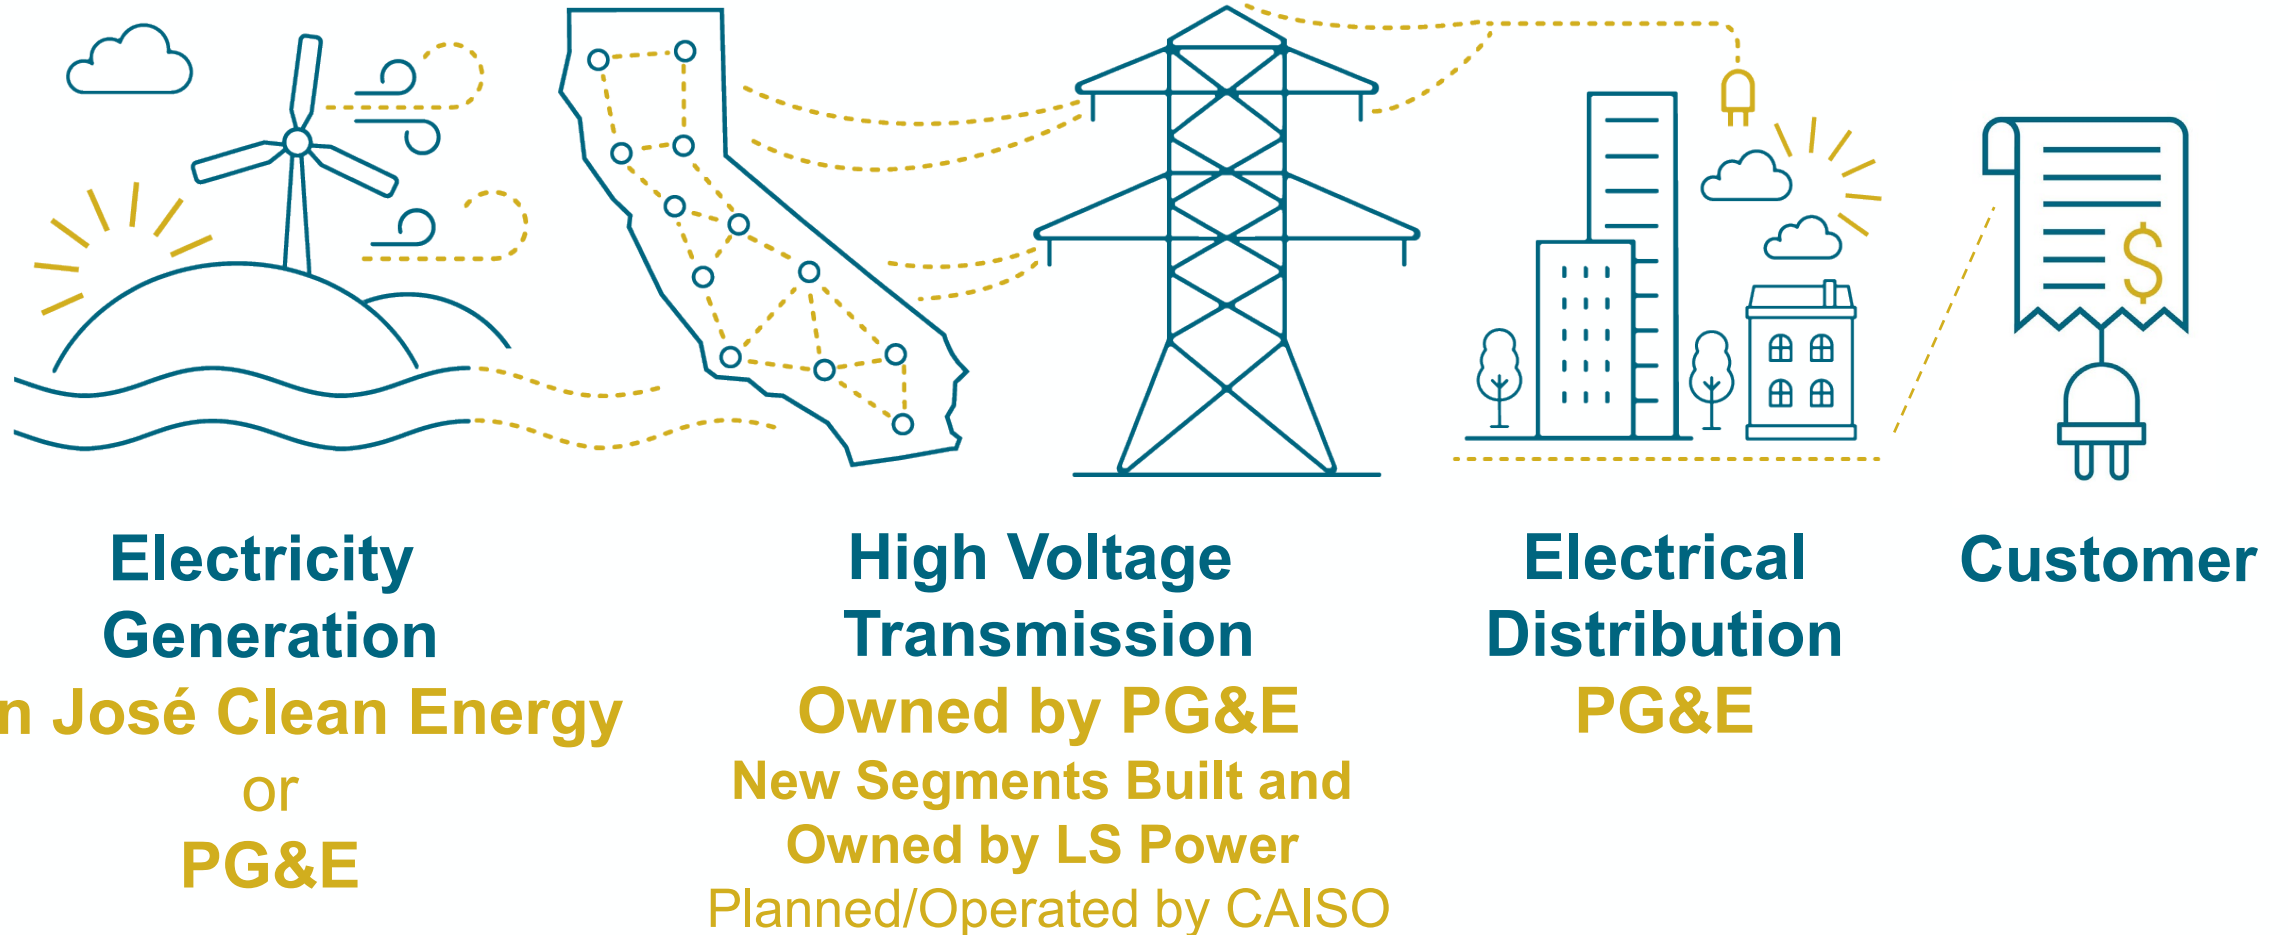 Electricity
Generation
n José Clean Energy
or
PG&E
High Voltage
Transmission
Owned by PG&E
New Segments Built and
Owned by LS Power
Planned/Operated by CAISO
Electrical
Distribution
PG&E
Customer
$